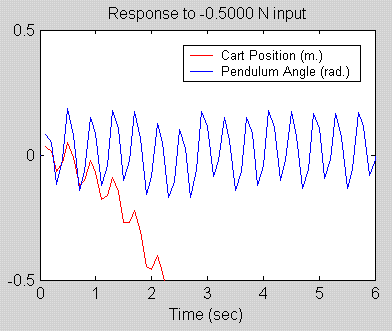 Response to -0.5000 N input
0.5
Cart Position (m.)
Pendulum Angle (rad.)
0
-0.5
0 1 2 3 4 5 6
Time (sec)